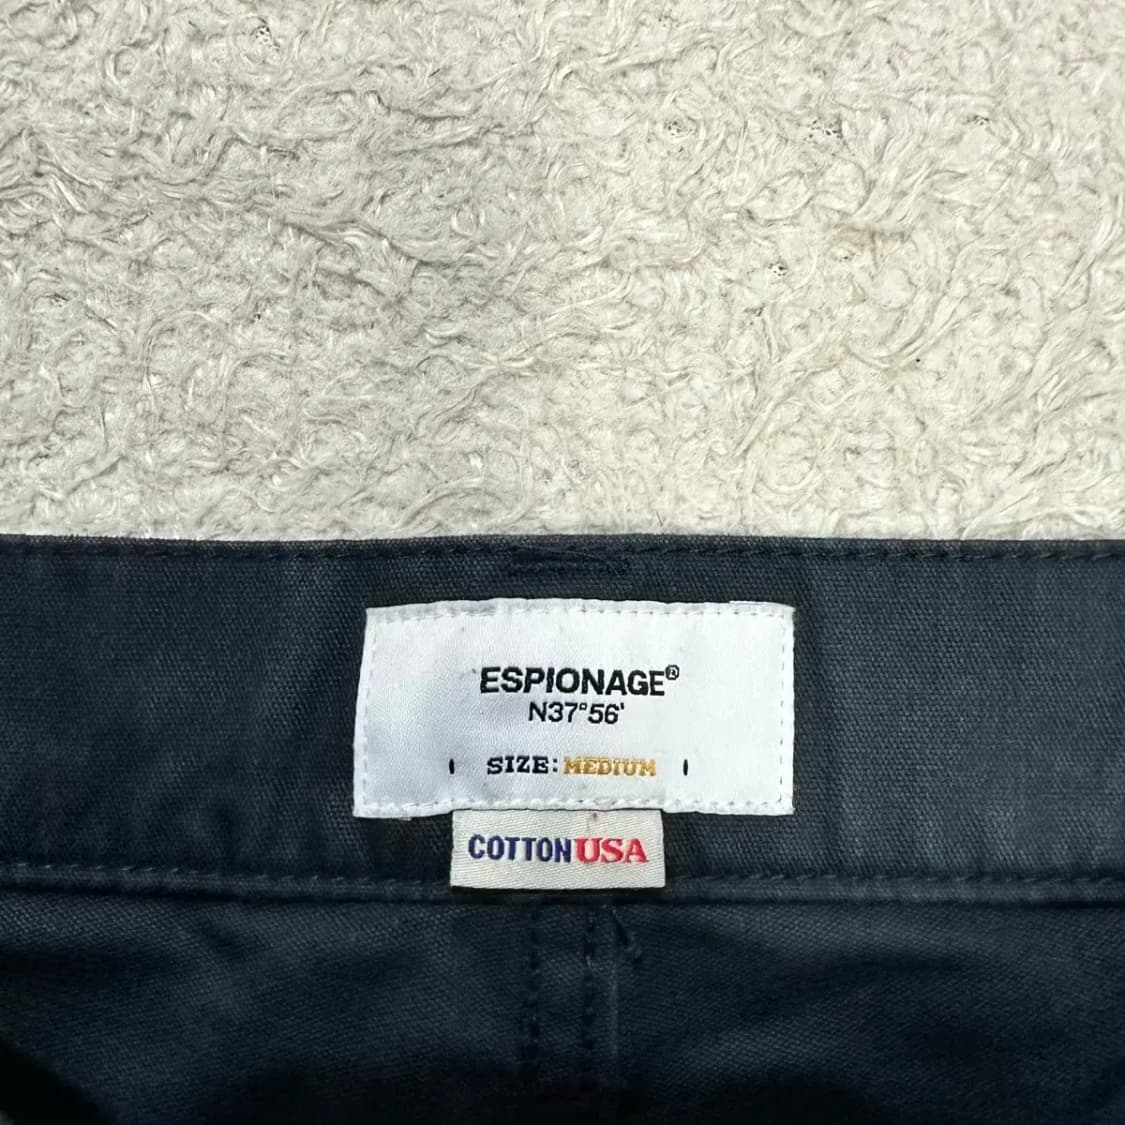 ESPIONAGE®
N37°56'
SIZE: MEDIUM
COTTON USA